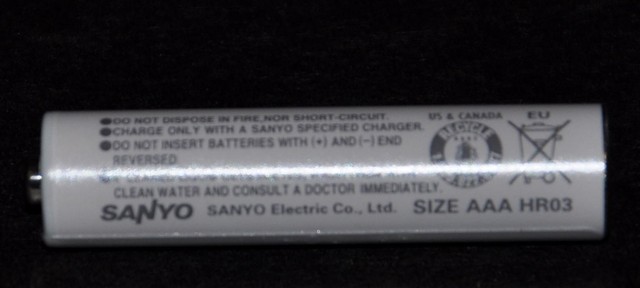 ●DO NOT DISPOSE IN FIRE,NOR SHORT-CIRCUIT.
●CHARGE ONLY WITH A SANYO SPECIFIED CHARGER.
●DO NOT INSERT BATTERIES WITH (+) AND (−) END
REVERSED.
CLEAN WATER AND CONSULT A DOCTOR IMMEDIATELY.
SANYO SANYO Electric Co., Ltd. SIZE AAA HR03
US & CANADA EU
RECYCLE